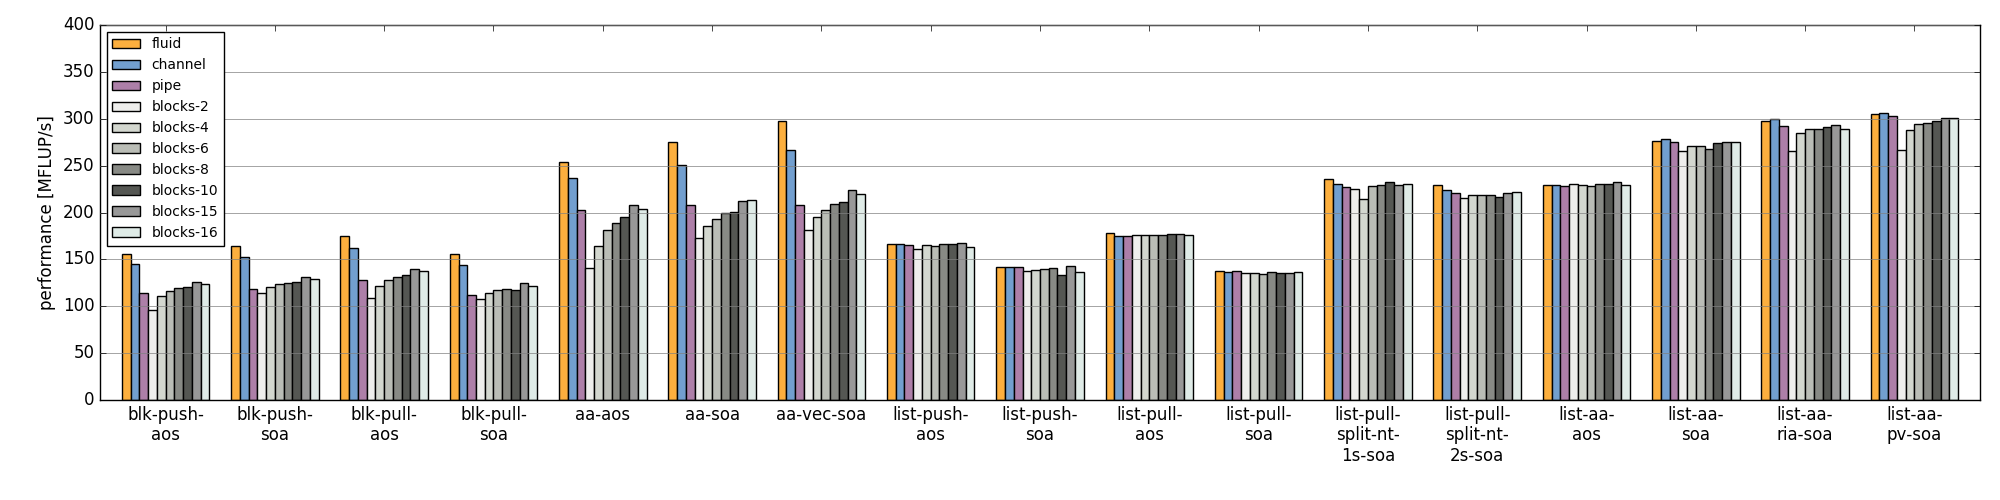 400
350
300
250
200
150
100
50
0
performance [MFLUP/s]
fluid
channel
pipe
blocks-2
blocks-4
blocks-6
blocks-8
blocks-10
blocks-15
blocks-16
blk-push-
aos
blk-push-
soa
blk-pull-
aos
blk-pull-
soa
aa-aos
aa-soa
aa-vec-soa
list-push-
aos
list-push-
soa
list-pull-
aos
list-pull-
soa
list-pull-
split-nt-
1s-soa
list-pull-
split-nt-
2s-soa
list-aa-
aos
list-aa-
soa
list-aa-
ria-soa
list-aa-
pv-soa